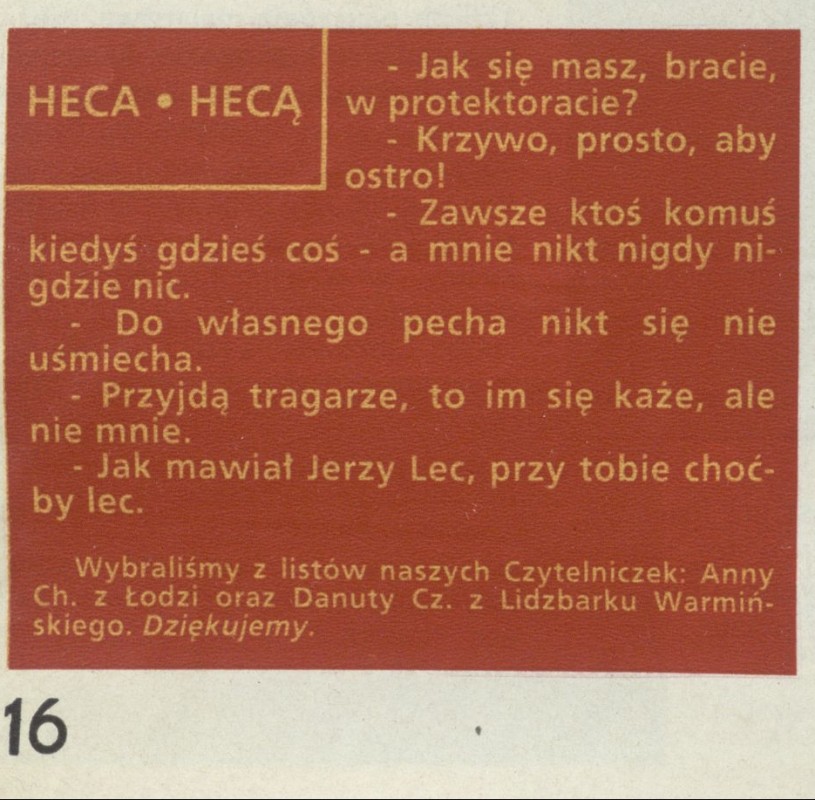 HECA • HECĄ
- Jak się masz, bracie,
w protektoracie?
- Krzywo, prosto, aby
ostro!
- Zawsze ktoś komuś
kiedyś gdzieś coś - a mnie nikt nigdy ni-
gdzie nic.
- Do własnego pecha nikt się nie
uśmiecha.
- Przyjdą tragarze, to im się każe, ale
nie mnie.
- Jak mawiał Jerzy Lec, przy tobie choć-
by lec.
Wybraliśmy z listów naszych Czytelniczek: Anny
Ch. z Łodzi oraz Danuty Cz. z Lidzbarku Warmiń-
skiego. Dziękujemy.
16